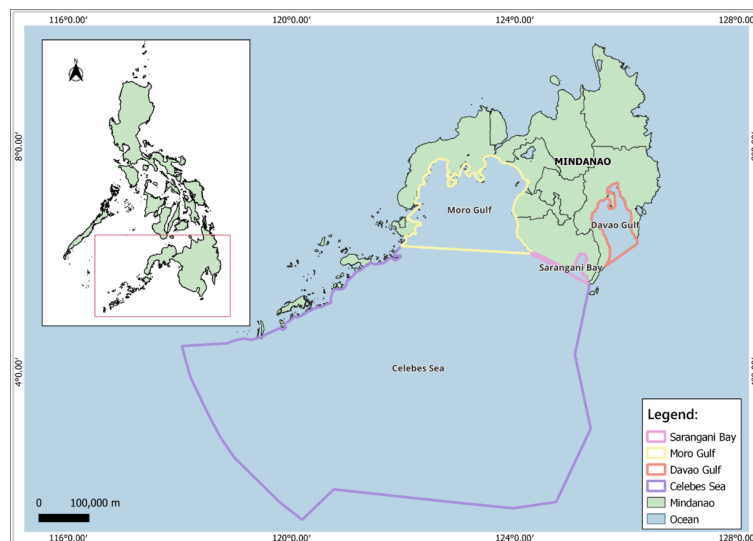 116°0.00'
120°0.00'
124°0.00'
128°0.00'
N
8°0.00'
MINDANAO
Moro Gulf
Davao Gulf
Sarangani Bay
4°0.00'
Celebes Sea
Legend:
Sarangani Bay
Moro Gulf
Davao Gulf
Celebes Sea
Mindanao
Ocean
0 100,000 m
116°0.00'
120°0.00'
124°0.00'
128°0.00'